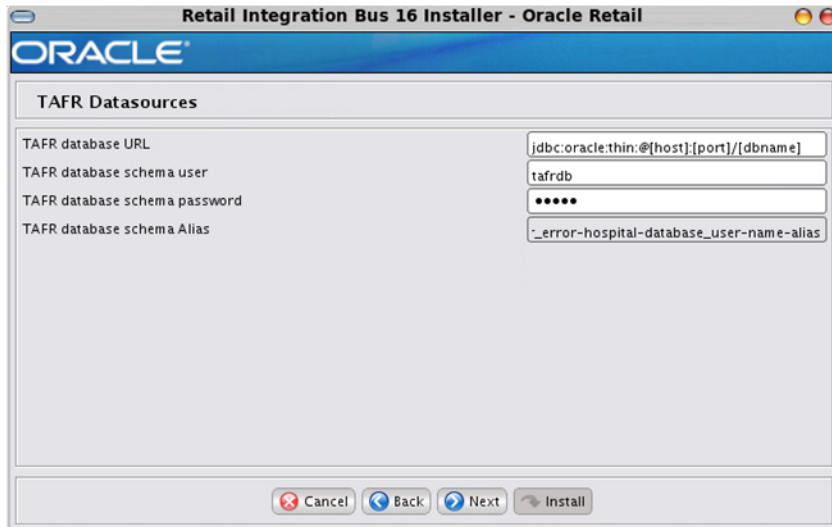 Retail Integration Bus 16 Installer - Oracle Retail
ORACLE®
TAFR Datasources
TAFR database URL jdbc:oracle:thin:@[host]:[port]/[dbname]
TAFR database schema user tafrdb
TAFR database schema password •••••
TAFR database schema Alias _error-hospital-database_user-name-alias
Cancel Back Next Install